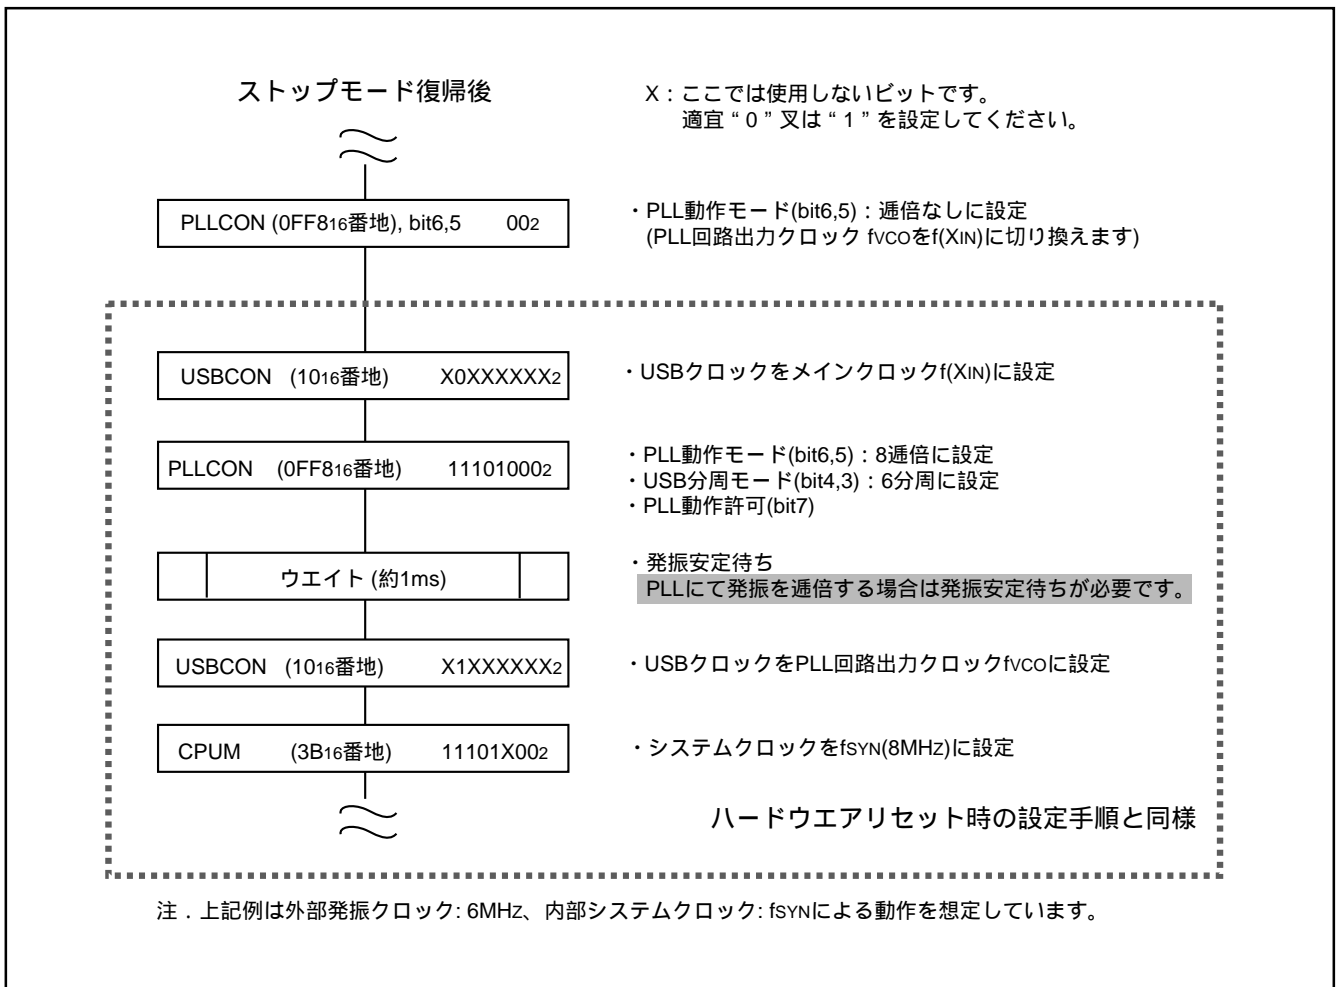 ストップモード復帰後
X：ここでは使用しないビットです。
適宜“0”叉は“1”を設定してください。
PLLCON (0FF816番地), bit6,5 002
・PLL動作モード(bit6,5)：逓倍なしに設定
(PLL回路出力クロック fVCOをf(XIN)に切り換えます)
USBCON (1016番地) X0XXXXXX2
・USBクロックをメインクロックf(XIN)に設定
PLLCON (0FF816番地) 111010002
・PLL動作モード(bit6,5)：8逓倍に設定
・USB分周モード(bit4,3)：6分周に設定
・PLL動作許可(bit7)
ウエイト (約1ms)
・発振安定待ち
PLLにて発振を逓倍する場合は発振安定待ちが必要です。
USBCON (1016番地) X1XXXXXX2
・USBクロックをPLL回路出力クロックfVCOに設定
CPUM (3B16番地) 11101X002
・システムクロックをfSYN(8MHz)に設定
ハードウエアリセット時の設定手順と同様
注．上記例は外部発振クロック: 6MHz、内部システムクロック: fSYNによる動作を想定しています。